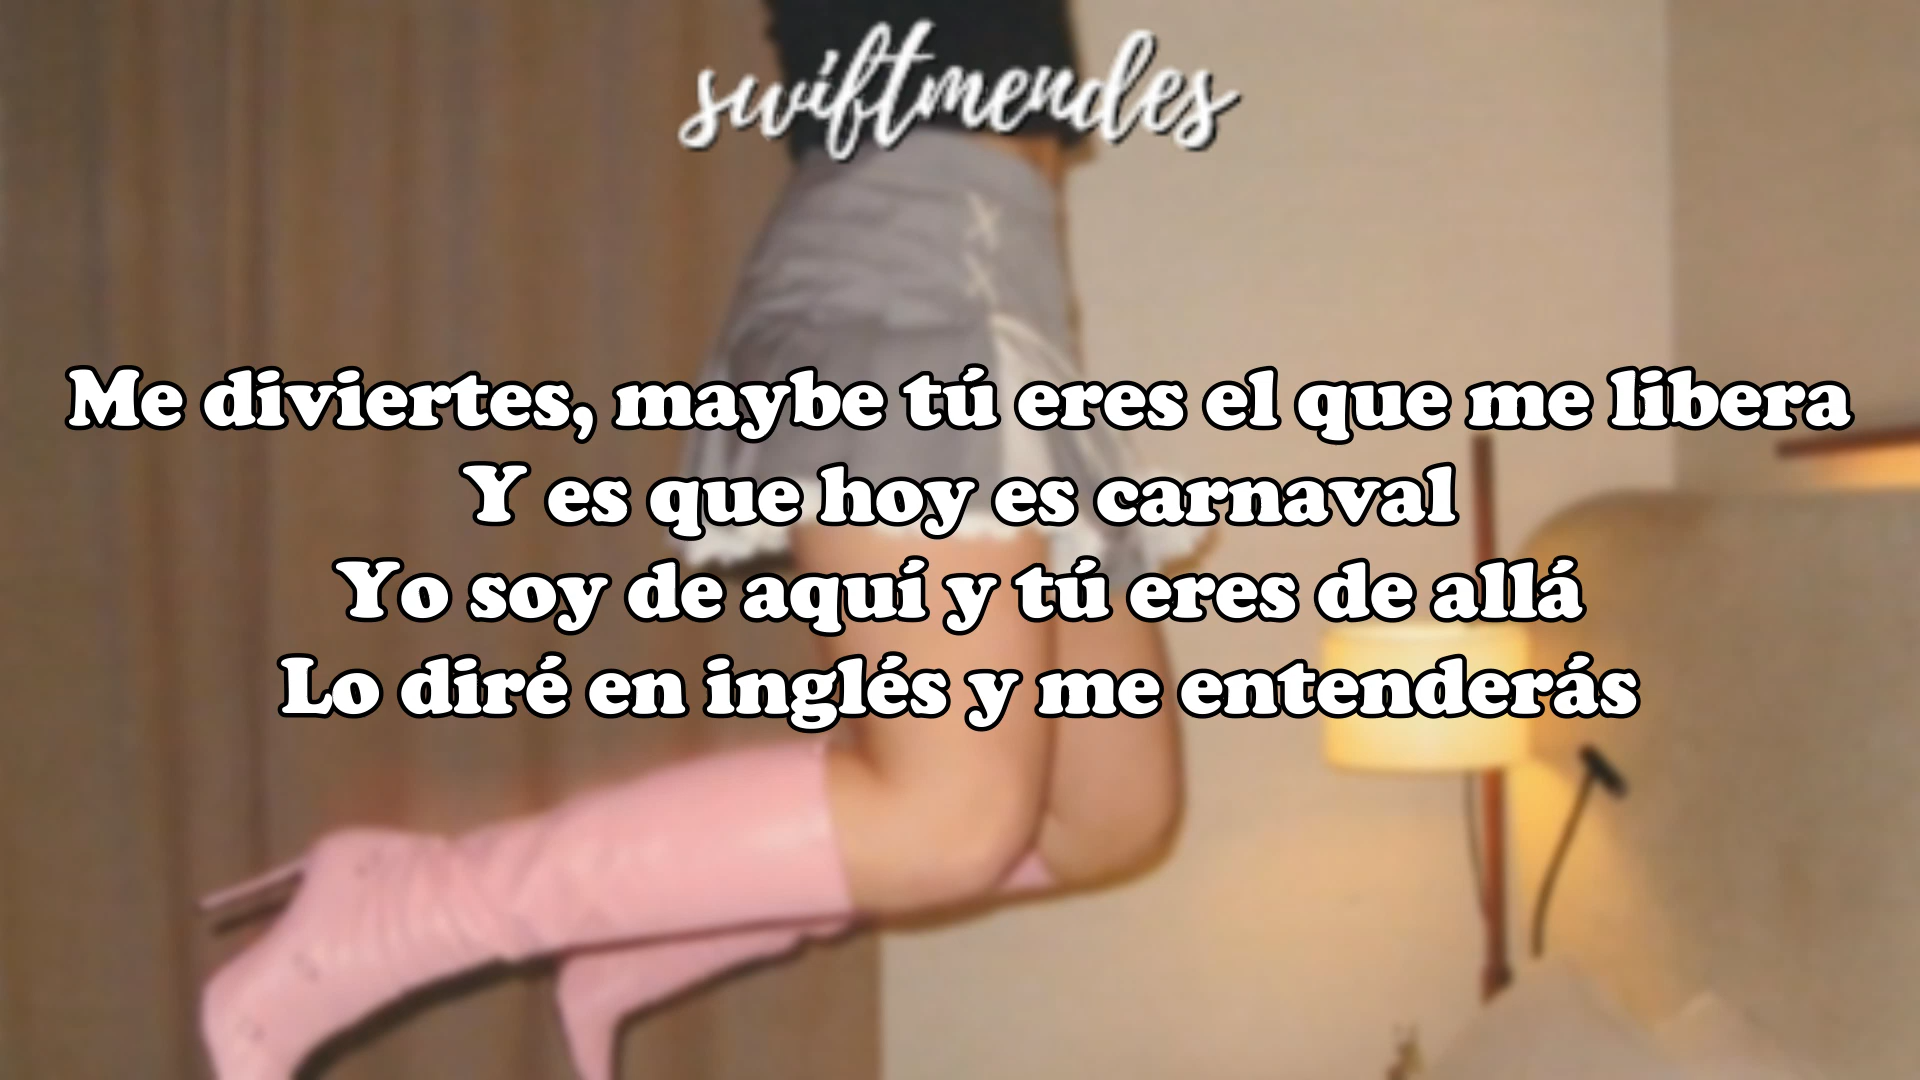 swiftmendes
Me diviertes, maybe tú eres el que me libera
Y es que hoy es carnaval
Yo soy de aquí y tú eres de allá
Lo diré en inglés y me entenderás